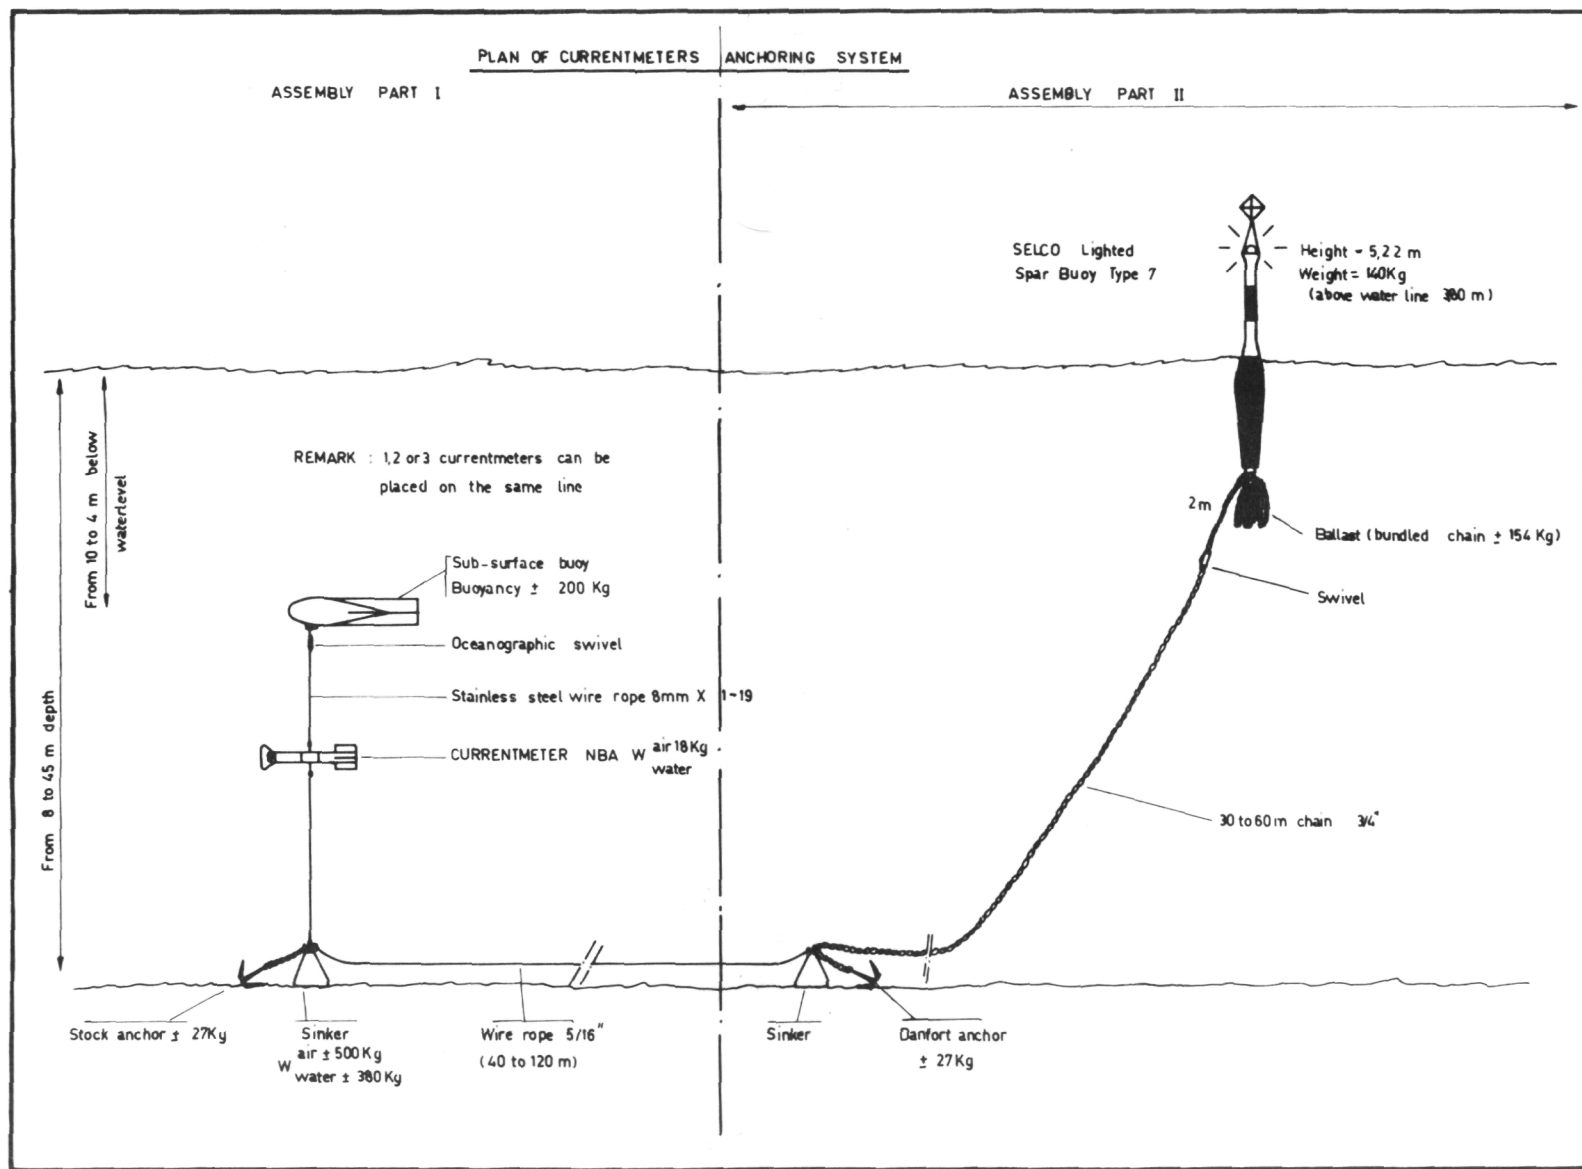 PLAN OF CURRENTMETERS ANCHORING SYSTEM
ASSEMBLY PART I
ASSEMBLY PART II
SELCO Lighted
Spar Buoy Type 7
Height = 5,22 m
Weight = 140Kg
(above water line 3,80 m)
From 8 to 45 m depth
From 10 to 4 m below
waterlevel
REMARK : 1,2 or 3 currentmeters can be
placed on the same line
2m
Ballast (bundled chain ± 154 Kg)
Swivel
Sub-surface buoy
Buoyancy ± 200 Kg
Oceanographic swivel
Stainless steel wire rope 8mm X 1-19
CURRENTMETER NBA W air 18Kg
water
30 to 60m chain 3/4"
Stock anchor ± 27Kg
Sinker
W air ± 500Kg
water ± 380Kg
Wire rope 5/16"
(40 to 120 m)
Sinker
Danfort anchor
± 27Kg